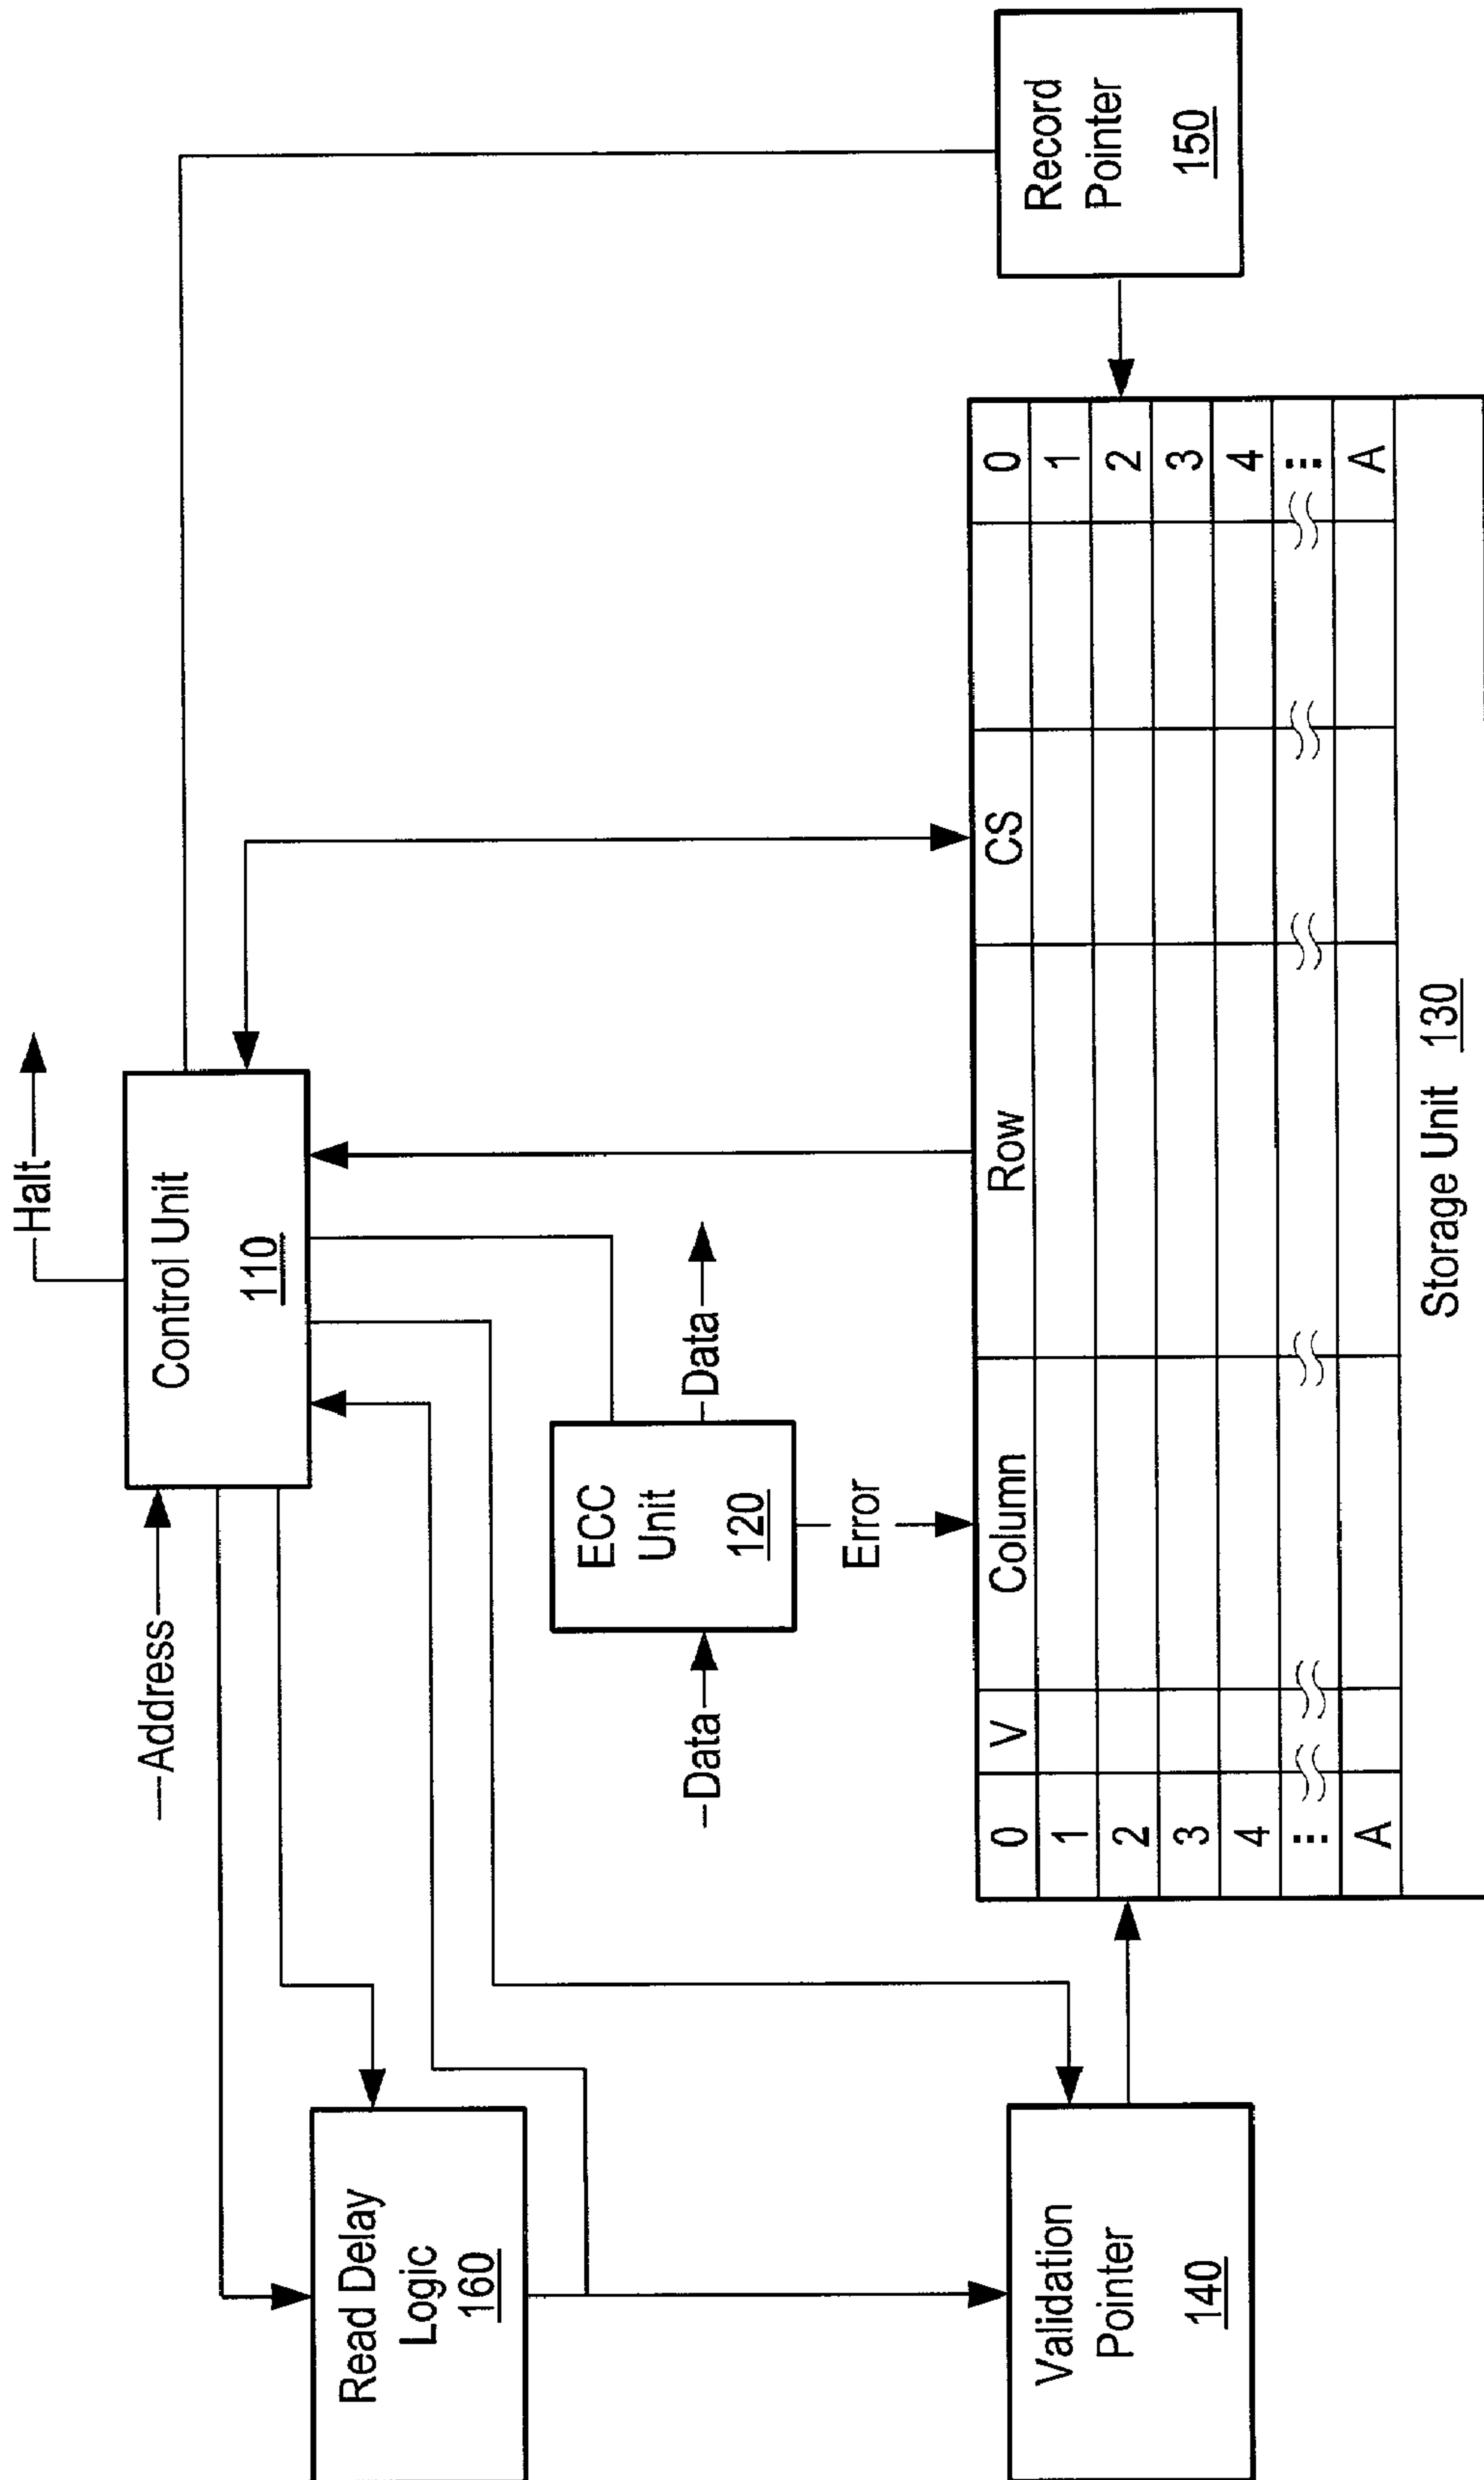 Halt
Address
Control Unit
110
Read Delay
Logic
160
Data
ECC
Unit
120
Data
Error
Validation
Pointer
140
Record
Pointer
150
0 V Column Row CS 0
1 1
2 2
3 3
4 4
... ...
A A
Storage Unit 130